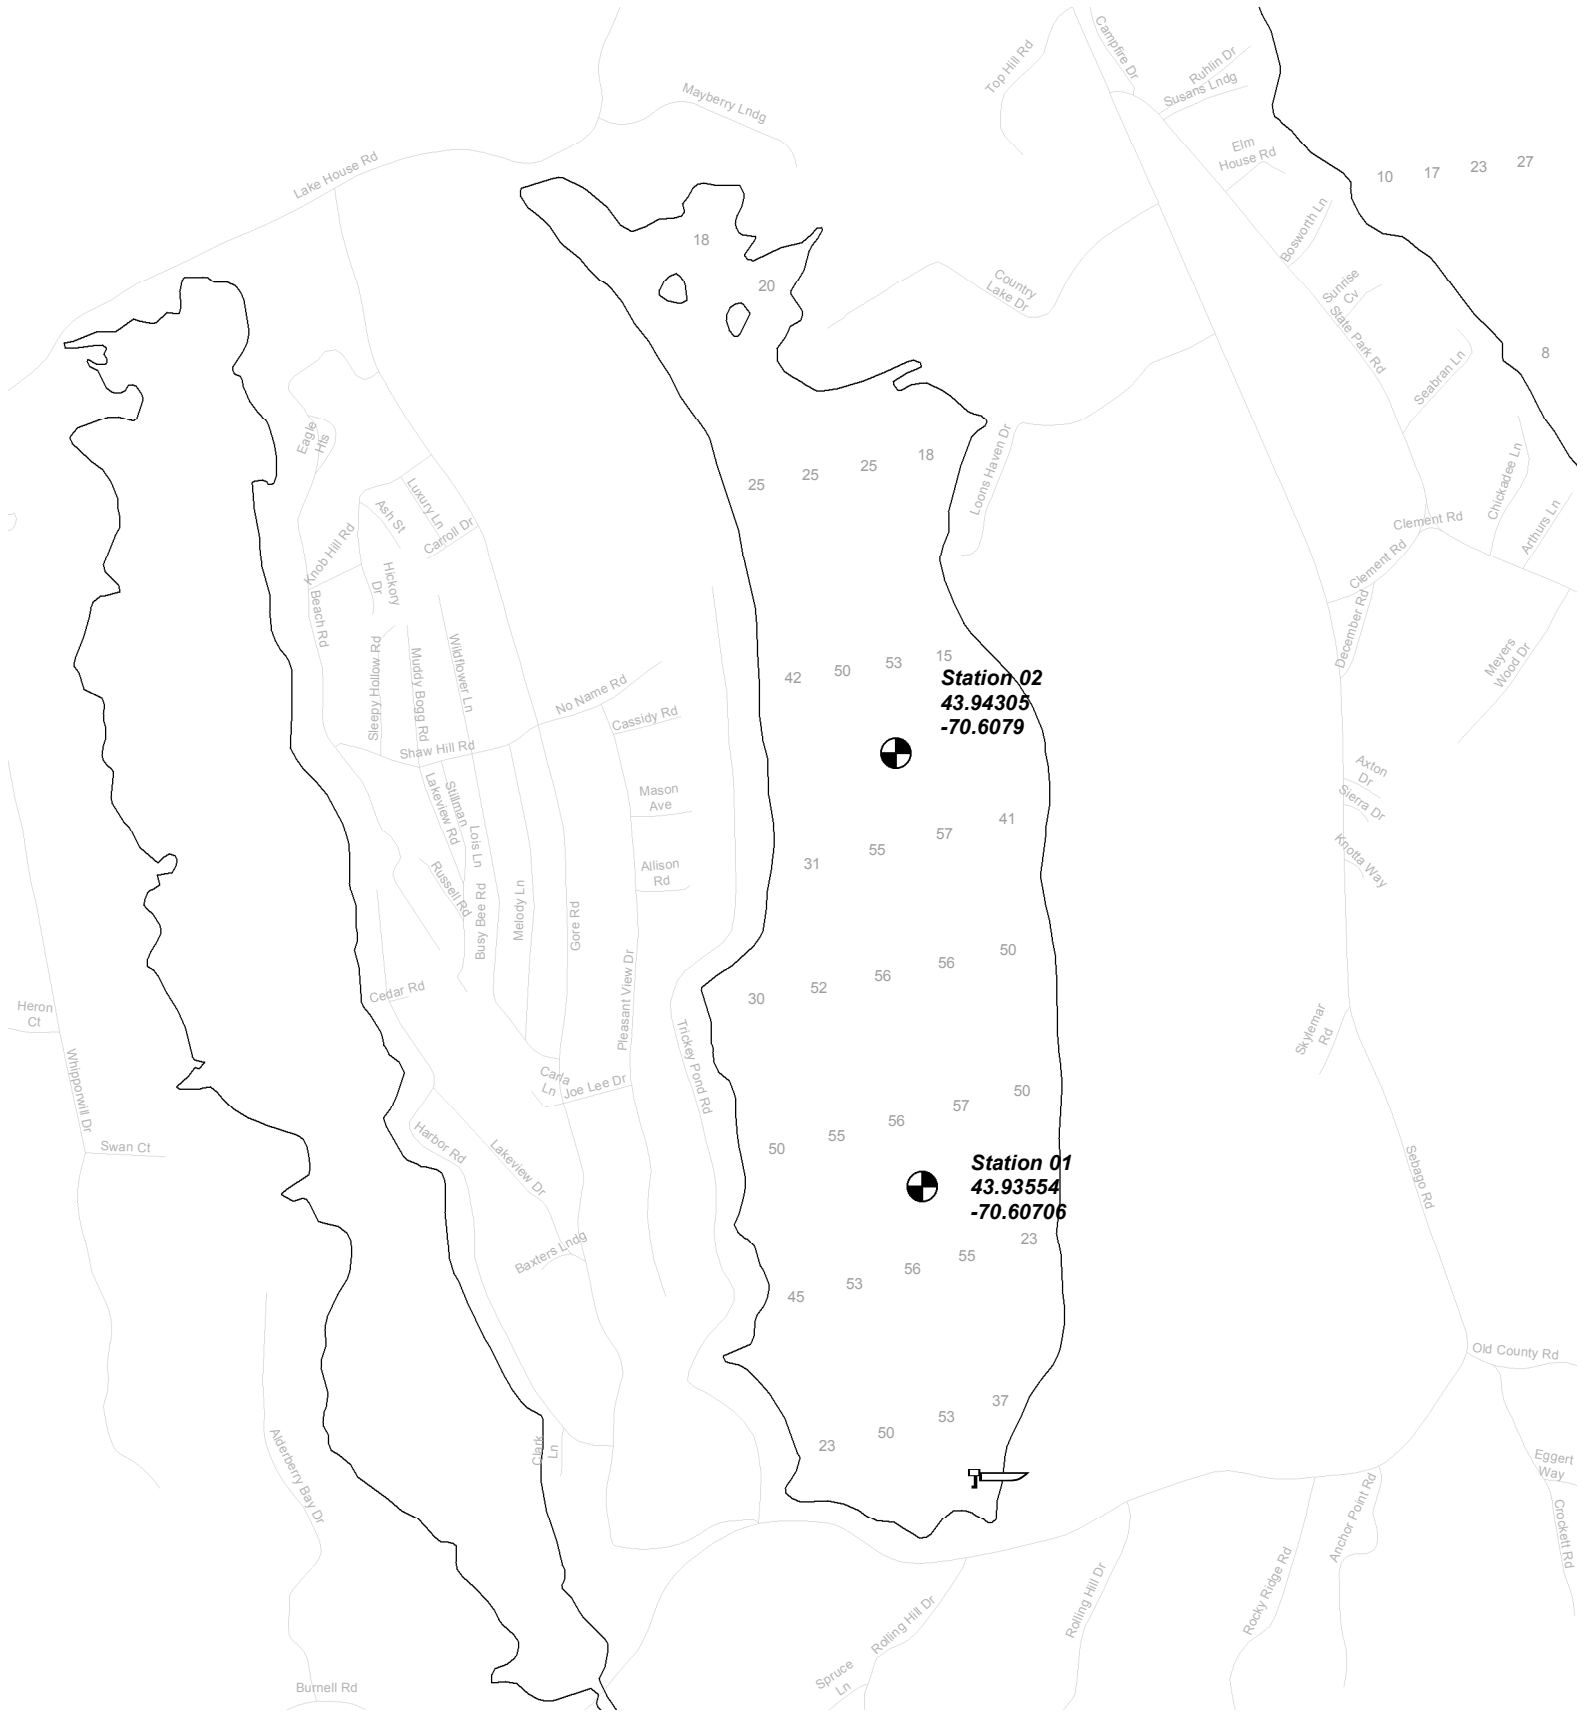 Campfire Dr
Top Hill Rd
Ruhlin Dr
Susans Lndg
Mayberry Lndg
Elm
House Rd
Lake House Rd
10
17
23
27
Bosworth Ln
18
20
Country
Lake Dr
Sunrise
Cv
State Park Rd
8
Seabran Ln
Eagle
Hts
25
25
25
18
Loons Haven Dr
Chickadee Ln
Luxury Ln
Ash St
Carroll Dr
Knob Hill Rd
Clement Rd
Arthurs Ln
Clement Rd
Hickory
Dr
Beach Rd
December Rd
Sleepy Hollow Rd
Muddy Bogg Rd
Wildflower Ln
Meyers
Wood Dr
42
50
53
15
Station 02
43.94305
-70.6079
No Name Rd
Cassidy Rd
Shaw Hill Rd
Lakeview Rd
Stillman
Lois Ln
Mason
Ave
Axton
Dr
Sierra Dr
Knotta Way
31
55
57
41
Allison
Rd
Russell Rd
Busy Bee Rd
Melody Ln
Gore Rd
Pleasant View Dr
30
52
56
56
50
Cedar Rd
Heron
Ct
Whipporwill Dr
Trickey Pond Rd
Skylemar
Rd
Carla
Ln
Joe Lee Dr
50
55
56
57
50
Swan Ct
Harbor Rd
Lakeview Dr
Station 01
43.93554
-70.60706
Sebago Rd
Baxters Lndg
45
53
56
55
23
Old County Rd
23
50
53
37
Clark
Ln
Alderberry Bay Dr
Eggert
Way
Anchor Point Rd
Crockett Rd
Rocky Ridge Rd
Rolling Hill Dr
Rolling Hill Dr
Spruce
Ln
Burnell Rd